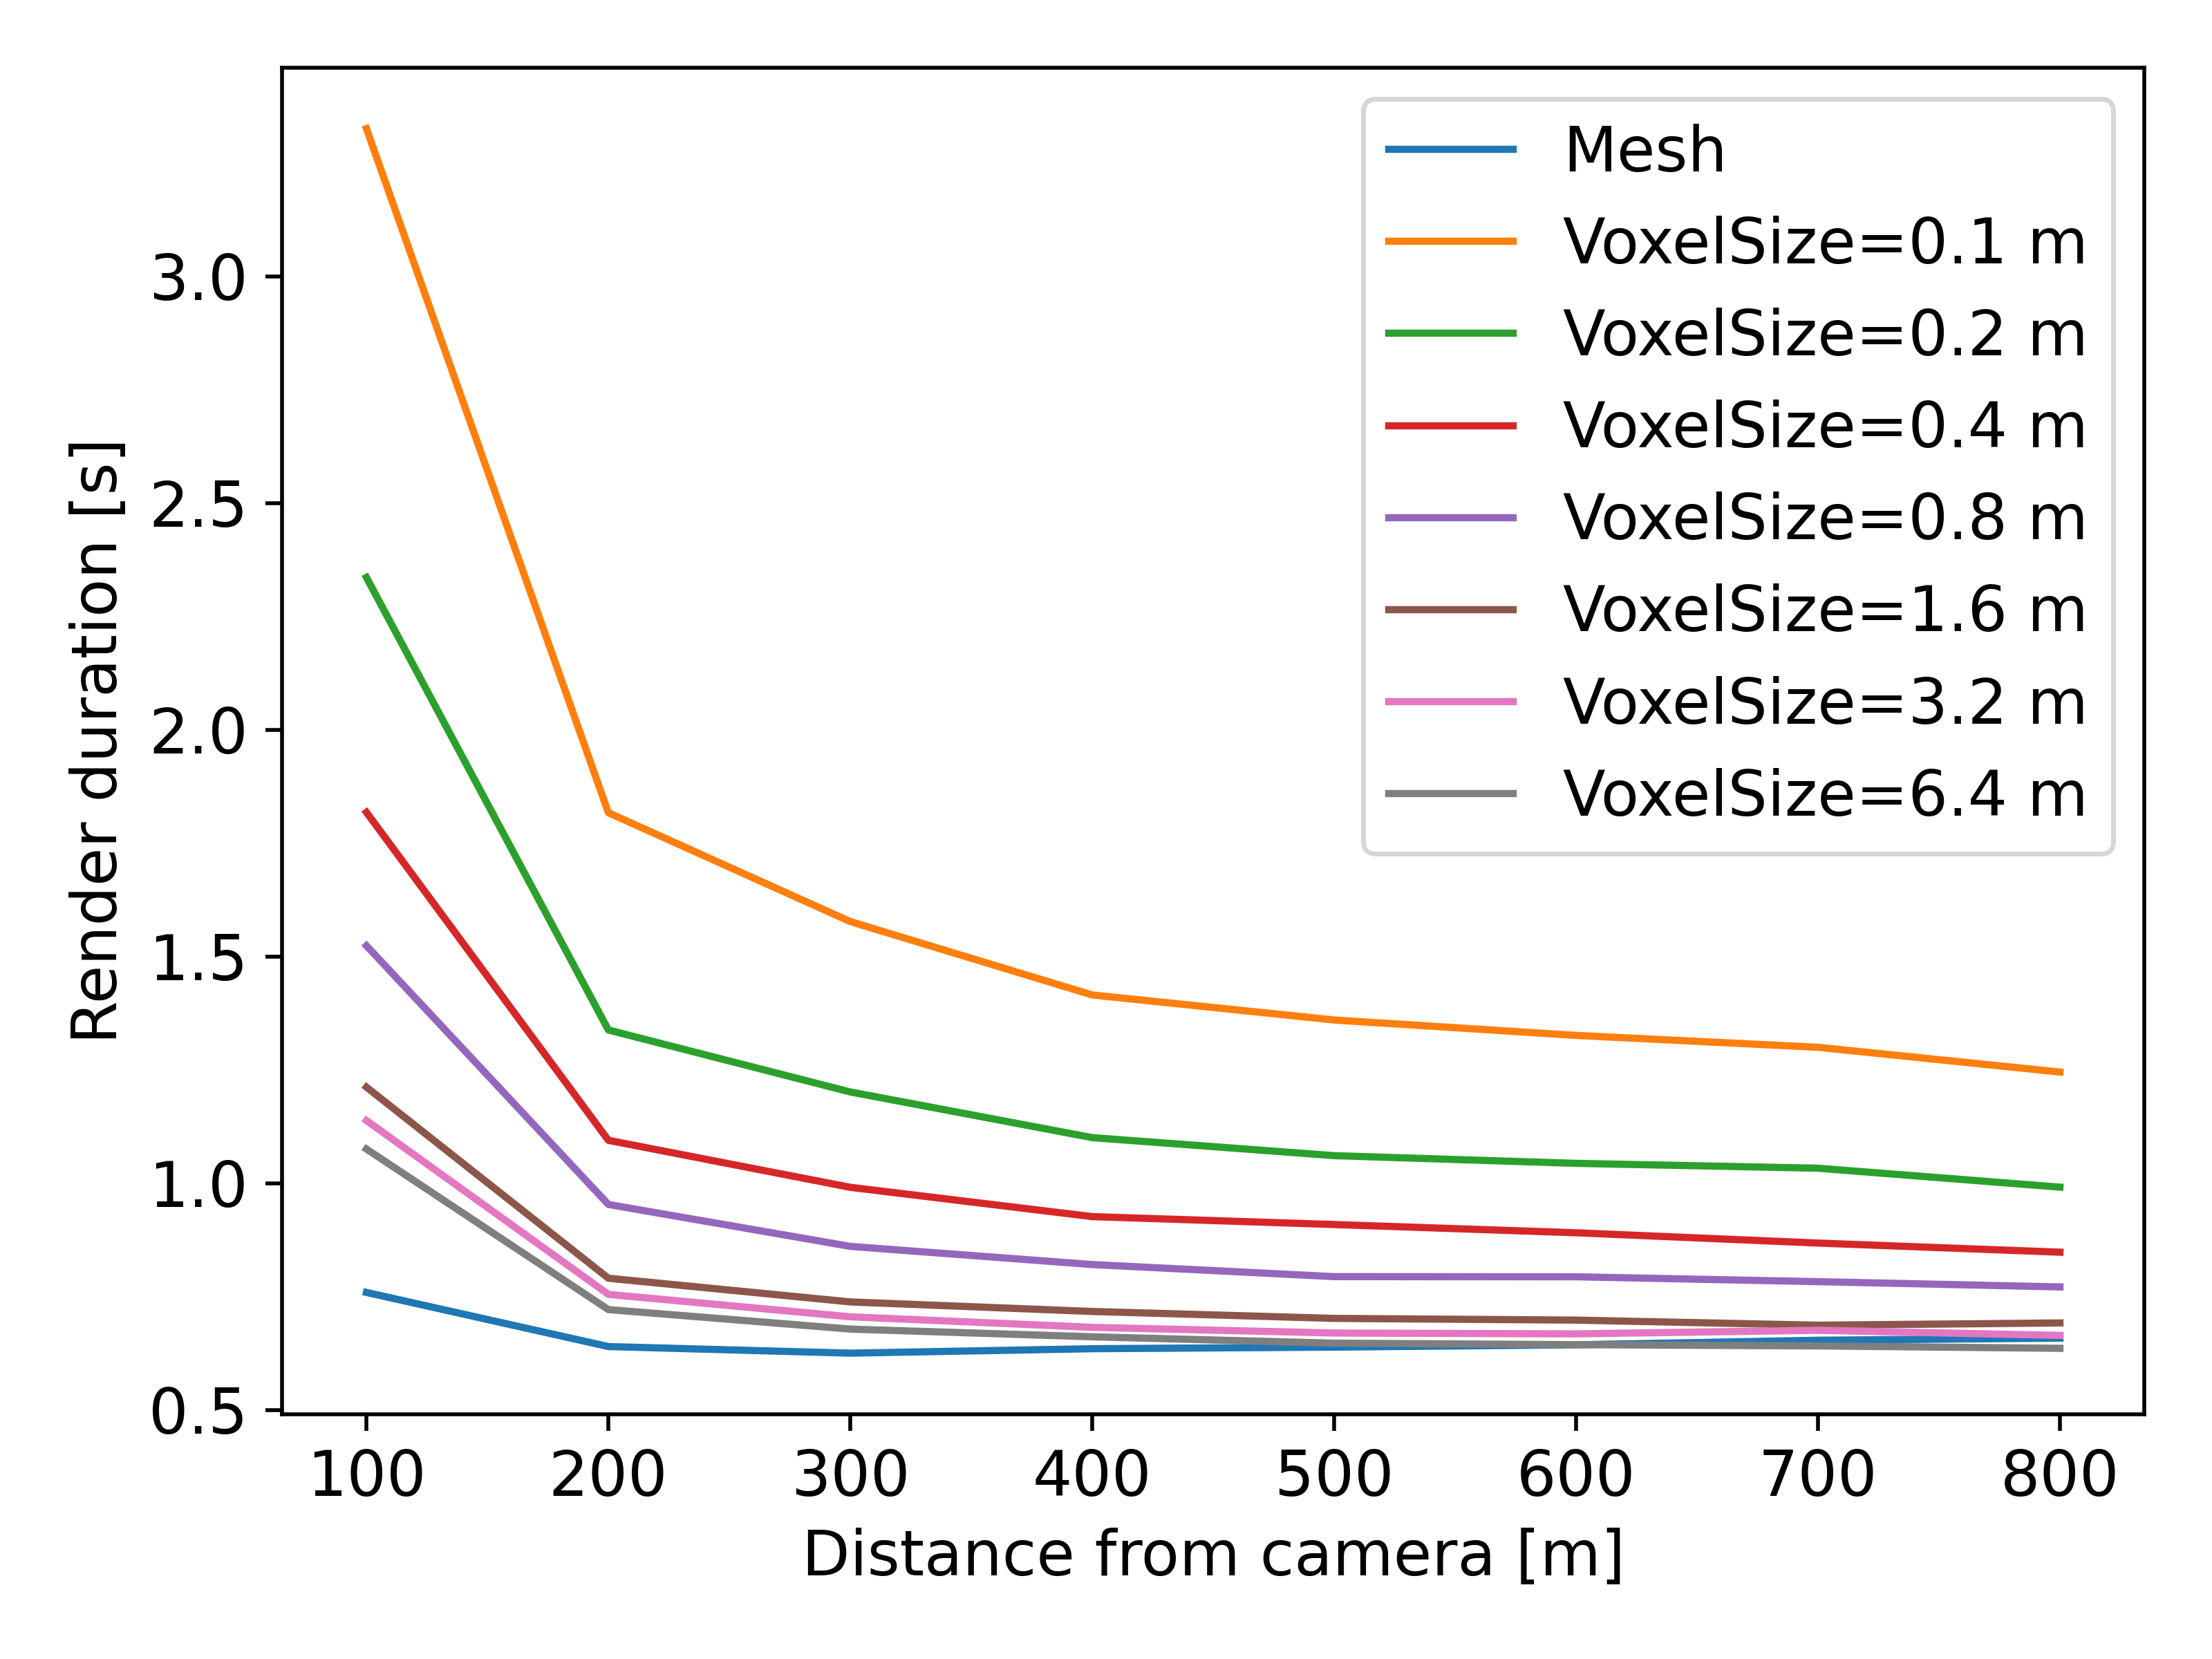 Mesh
VoxelSize=0.1 m
VoxelSize=0.2 m
VoxelSize=0.4 m
VoxelSize=0.8 m
VoxelSize=1.6 m
VoxelSize=3.2 m
VoxelSize=6.4 m
Render duration [s]
3.0
2.5
2.0
1.5
1.0
0.5
100 200 300 400 500 600 700 800
Distance from camera [m]